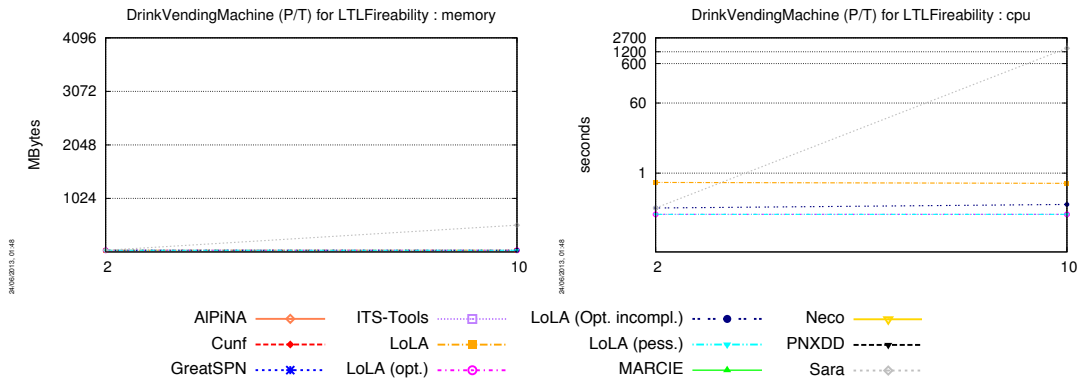 DrinkVendingMachine (P/T) for LTLFireability : memory
4096
3072
2048
1024
MBytes
2
10
24/06/2013, 01:48
DrinkVendingMachine (P/T) for LTLFireability : cpu
2700
1200
600
60
1
seconds
2
10
24/06/2013, 01:48
AlPiNA
Cunf
GreatSPN
ITS-Tools
LoLA
LoLA (opt.)
LoLA (Opt. incompl.)
LoLA (pess.)
MARCIE
Neco
PNXDD
Sara